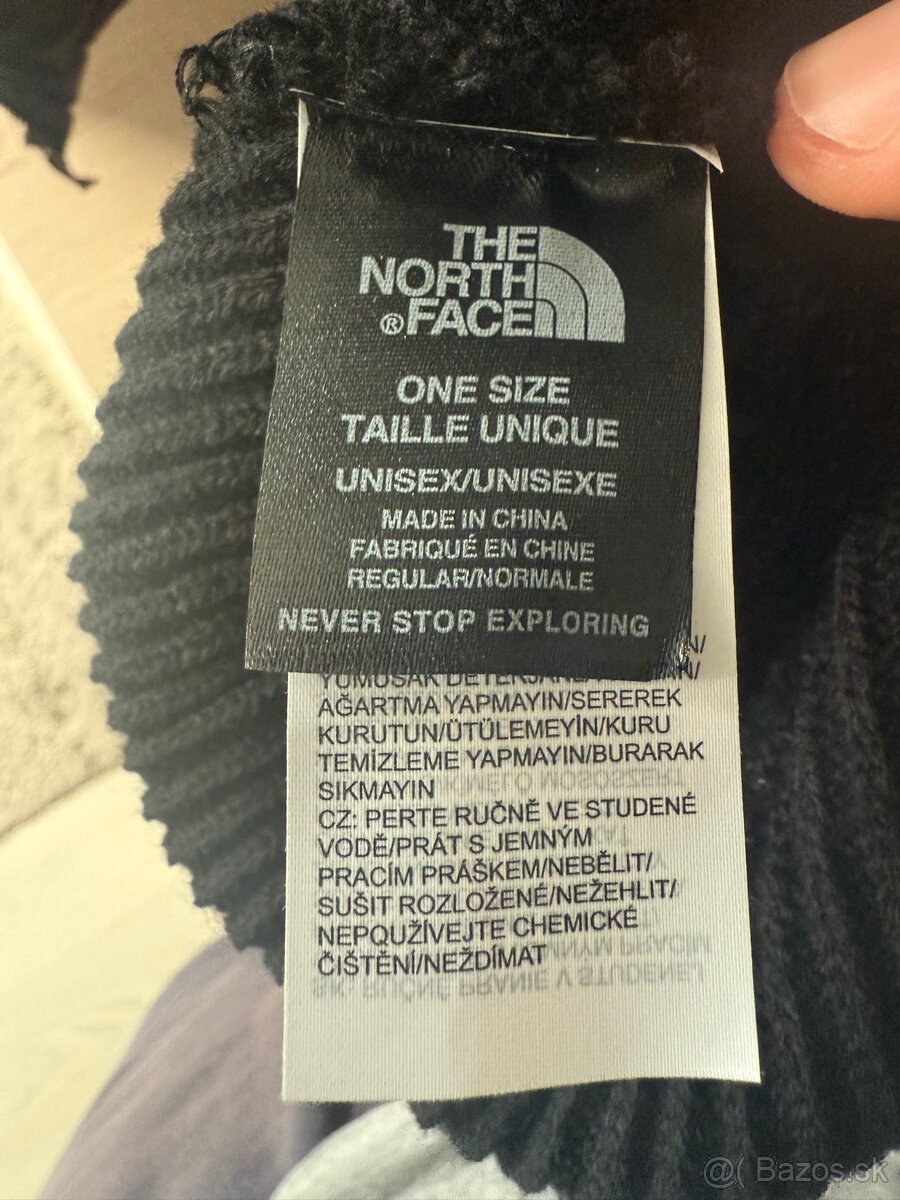 THE
NORTH
®FACE
ONE SIZE
TAILLE UNIQUE
UNISEX/UNISEXE
MADE IN CHINA
FABRIQUÉ EN CHINE
REGULAR/NORMALE
NEVER STOP EXPLORING
AĞARTMA YAPMAYIN/SEREREK
KURUTUN/ÜTÜLEMEYİN/KURU
TEMİZLEME YAPMAYIN/BURARAK
SIKMAYIN
CZ: PERTE RUČNĚ VE STUDENÉ
VODĚ/PRÁT S JEMNÝM
PRACÍM PRÁŠKEM/NEBĚLIT/
SUŠIT ROZLOŽENÉ/NEŽEHLIT/
NEPOUŽÍVEJTE CHEMICKÉ
ČIŠTĚNÍ/NEŽDÍMAT
@( Bazos.sk